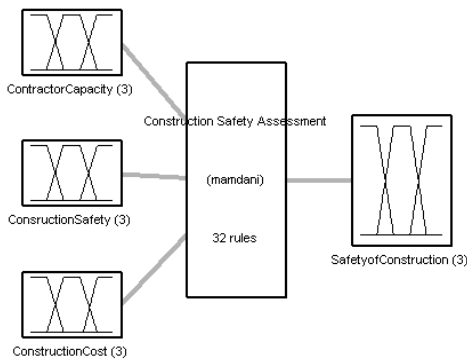 ContractorCapacity (3)
Construction Safety Assessment
ConsructionSafety (3)
(mamdani)
32 rules
SafetyofConstruction (3)
ConstructionCost (3)